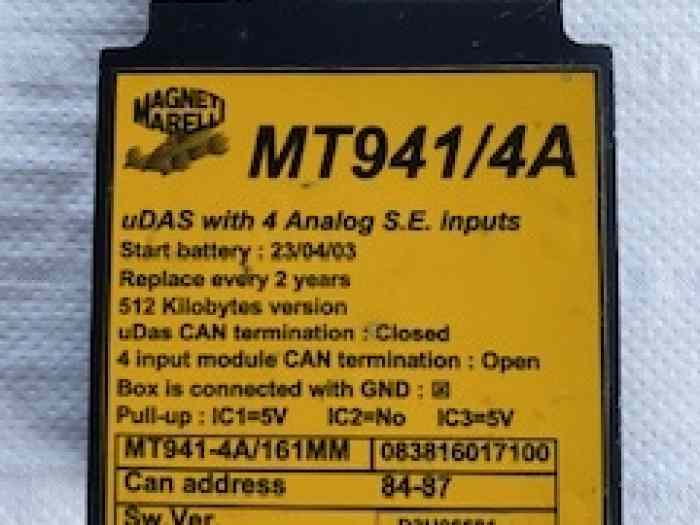 MAGNETI
MARELLI
MT941/4A
uDAS with 4 Analog S.E. Inputs
Start battery : 23/04/03
Replace every 2 years
512 Kilobytes version
uDas CAN termination : Closed
4 input module CAN termination : Open
Box is connected with GND : ☒
Pull-up : IC1=5V IC2=No IC3=5V
MT941-4A/161MM 083816017100
Can address 84-87
Sw.Ver